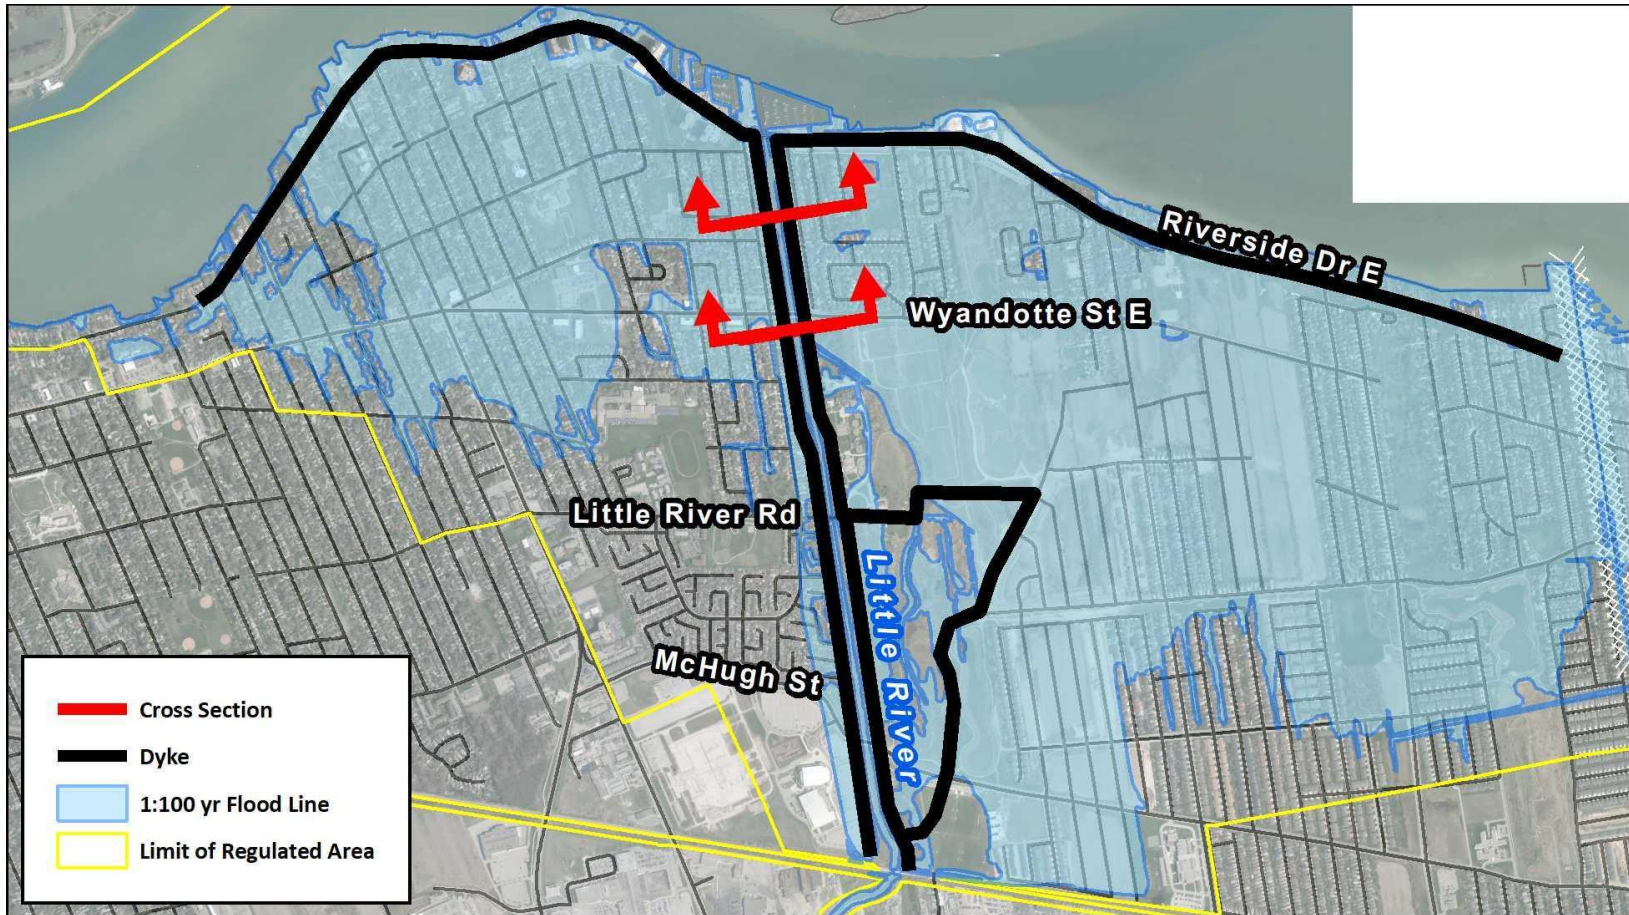 Riverside Dr E
Wyandotte St E
Little River Rd
Little River
McHugh St
Cross Section
Dyke
1:100 yr Flood Line
Limit of Regulated Area